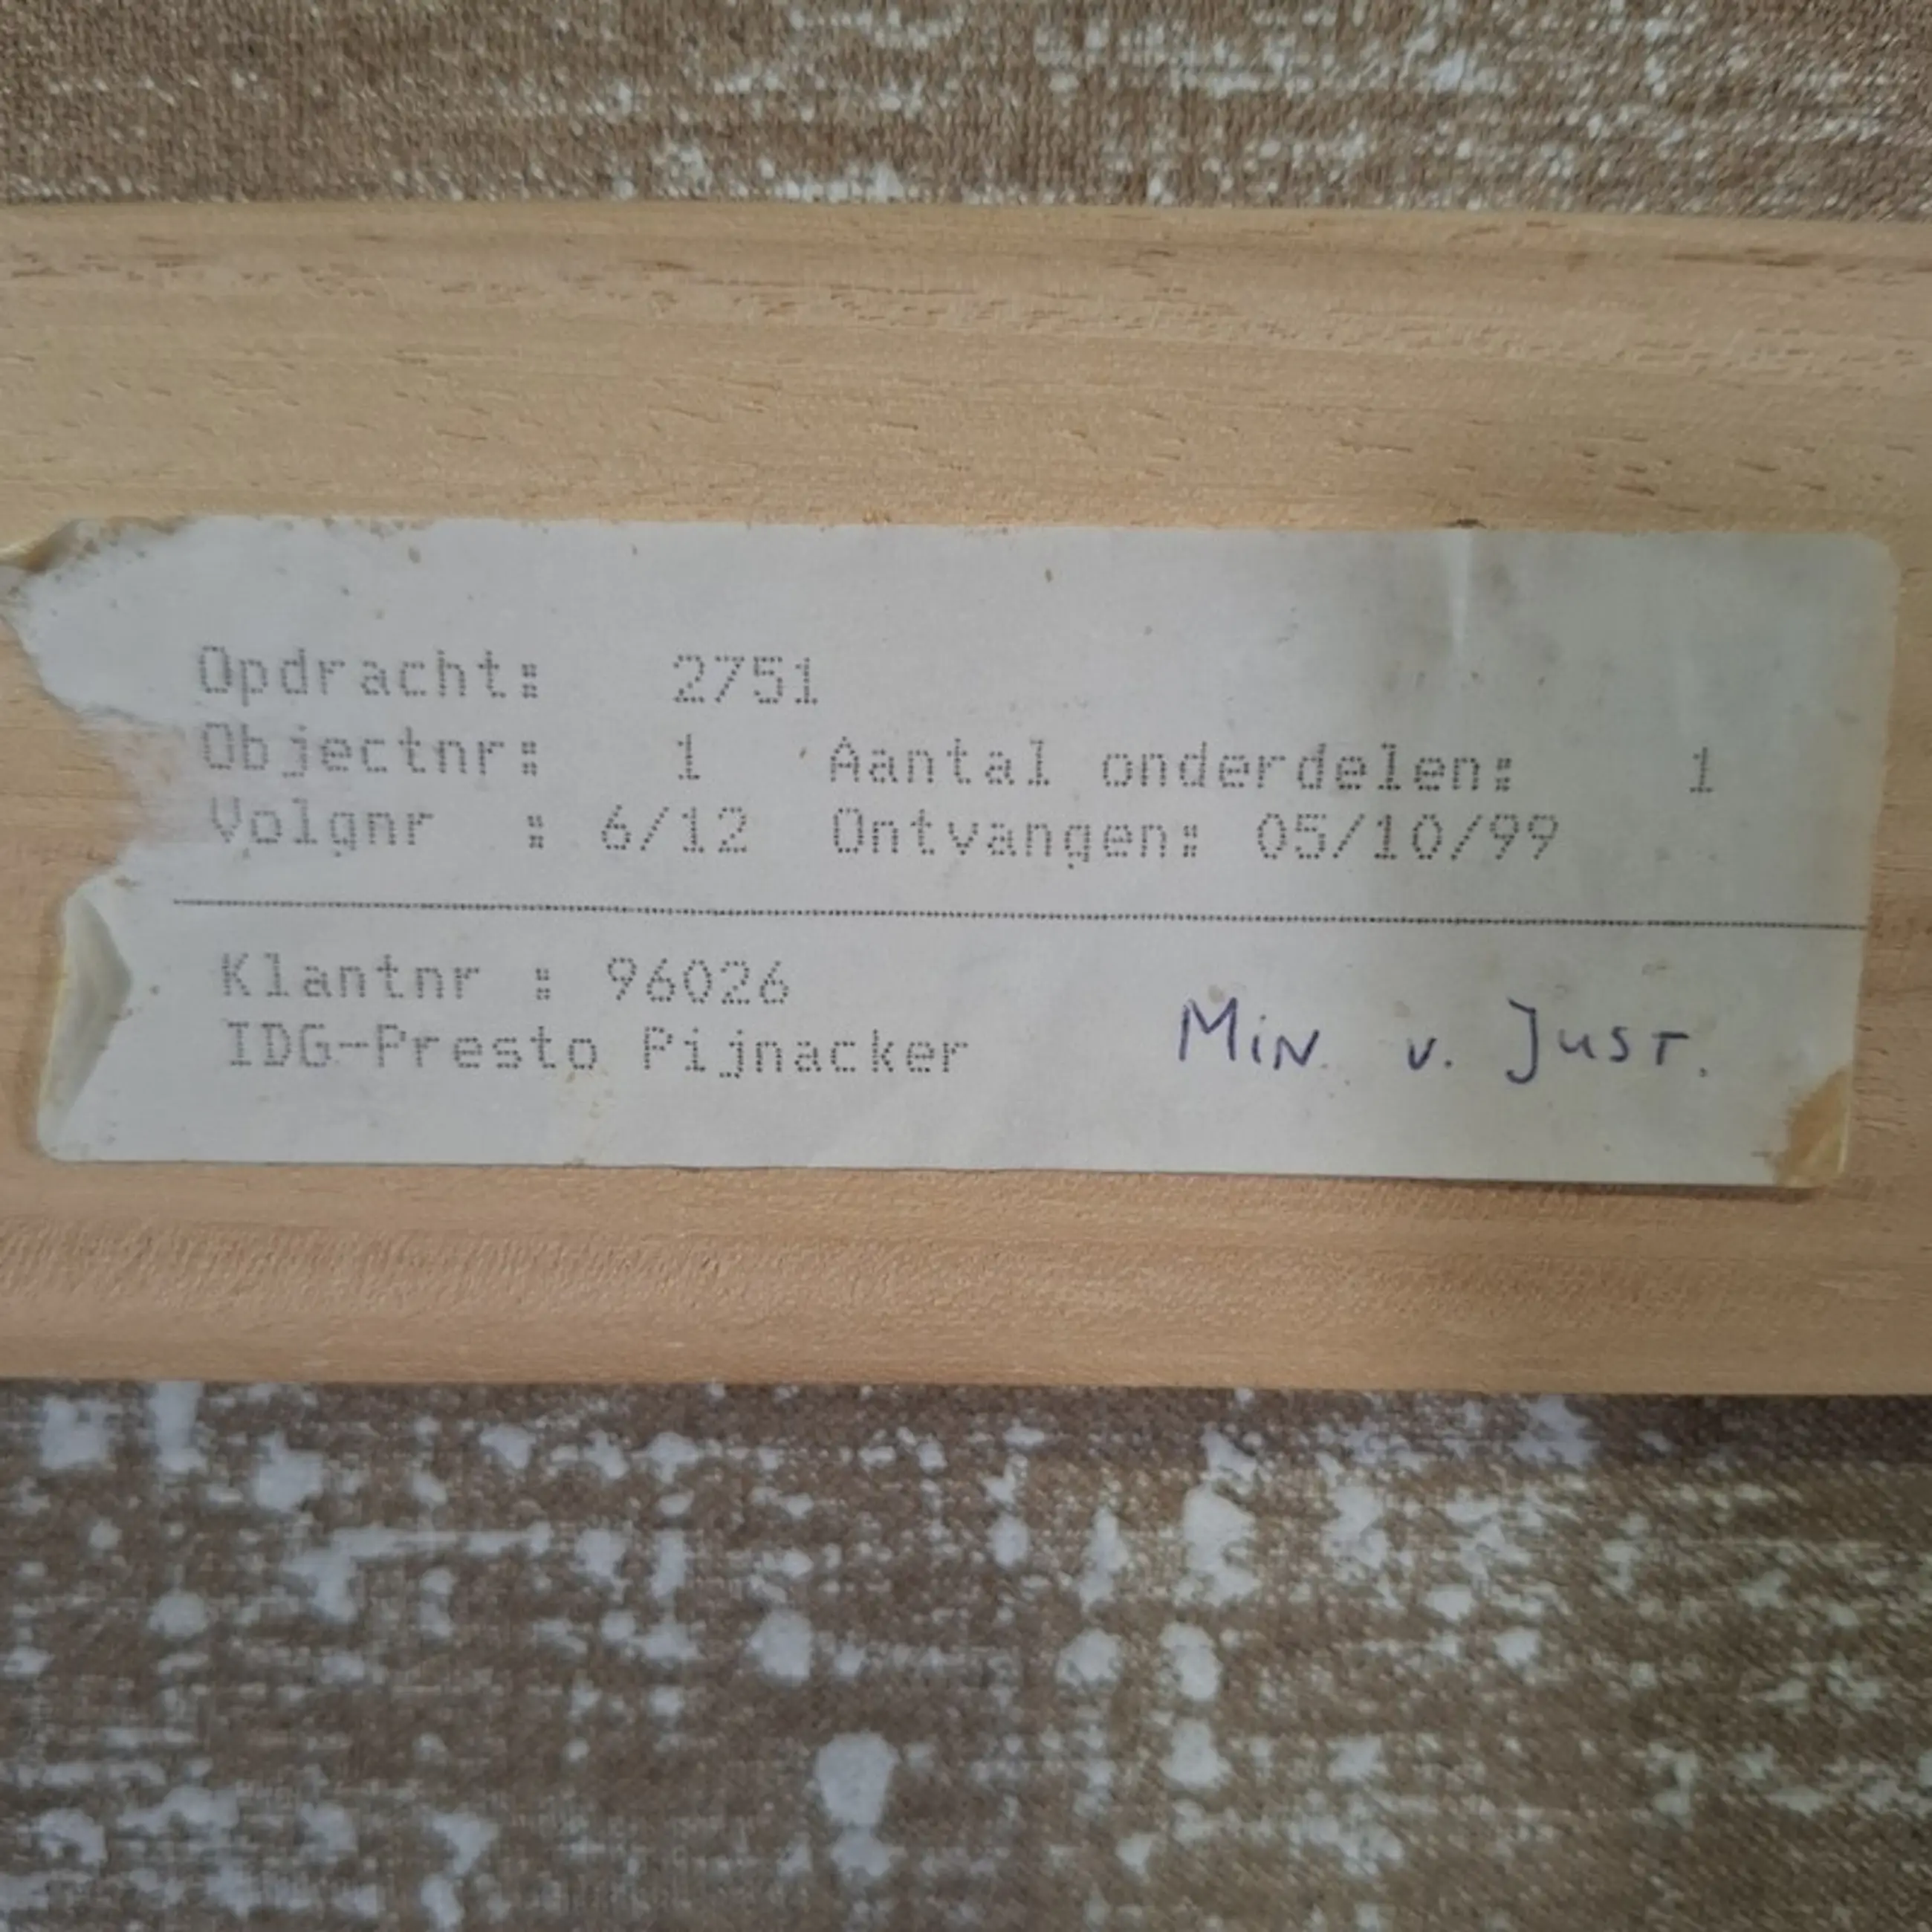 Opdracht: 2751
Objectnr: 1 Aantal onderdelen: 1
Volgnr : 6/12 Ontvangen: 05/10/99
Klantnr : 96026
IDG-Presto Pijnacker
Min. v. Just.